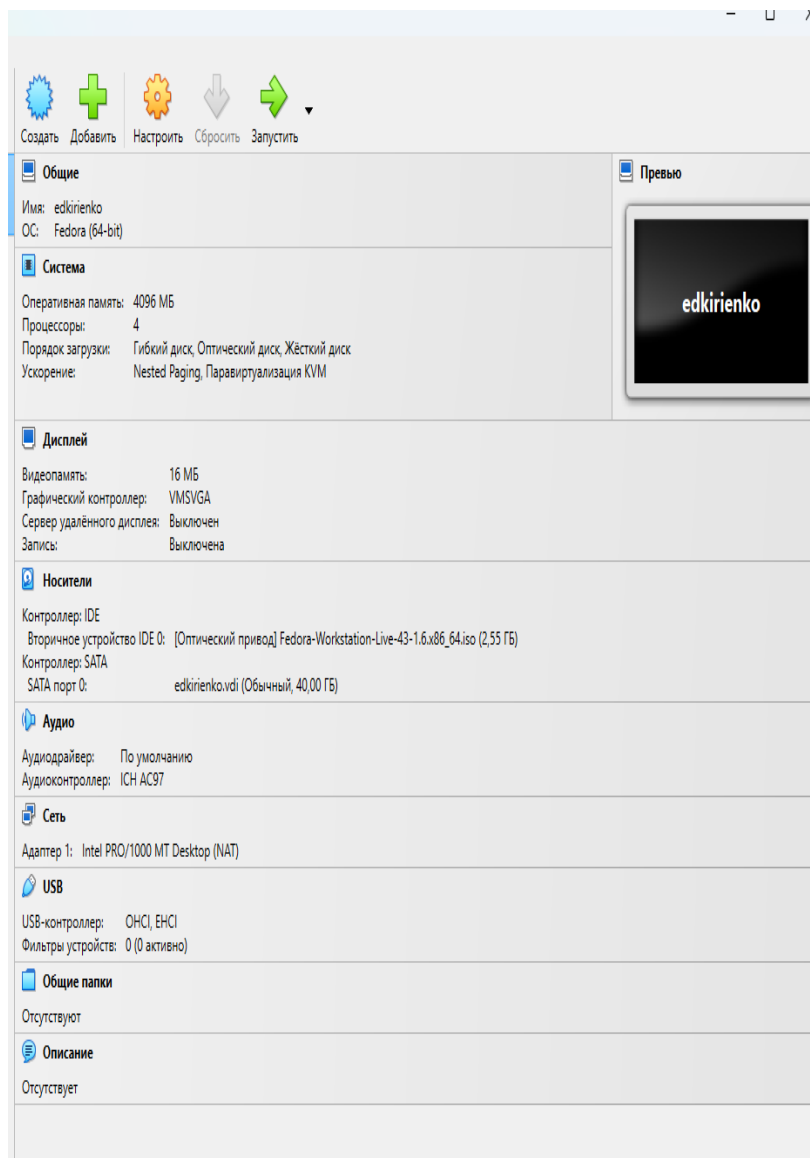 Создать Добавить Настроить Сбросить Запустить
Общие
Имя: edkirienko
ОС: Fedora (64-bit)
Превью
edkirienko
Система
Оперативная память: 4096 МБ
Процессоры: 4
Порядок загрузки: Гибкий диск, Оптический диск, Жёсткий диск
Ускорение: Nested Paging, Паравиртуализация KVM
Дисплей
Видеопамять: 16 МБ
Графический контроллер: VMSVGA
Сервер удалённого дисплея: Выключен
Запись: Выключена
Носители
Контроллер: IDE
Вторичное устройство IDE 0: [Оптический привод] Fedora-Workstation-Live-43-1.6.x86_64.iso (2,55 ГБ)
Контроллер: SATA
SATA порт 0: edkirienko.vdi (Обычный, 40,00 ГБ)
Аудио
Аудиодрайвер: По умолчанию
Аудиоконтроллер: ICH AC97
Сеть
Адаптер 1: Intel PRO/1000 MT Desktop (NAT)
USB
USB-контроллер: OHCI, EHCI
Фильтры устройств: 0 (0 активно)
Общие папки
Отсутствуют
Описание
Отсутствует